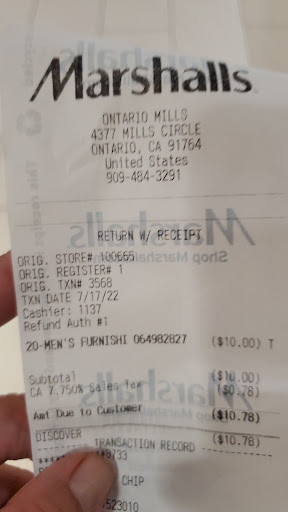 Marshalls
ONTARIO MILLS
4377 MILLS CIRCLE
ONTARIO, CA 91764
United States
909-484-3291
RETURN W/ RECEIPT
ORIG. STORE# 100665
ORIG. REGISTER# 1
ORIG. TXN# 3568
TXN DATE 7/17/22
Cashier: 1137
Refund Auth #1
20-MEN'S FURNISHI 064982827 ($10.00) T
Subtotal ($10.00)
CA 7.750% Sales Tax ($0.78)
Amt Due to Customer ($10.78)
DISCOVER ($10.78)
TRANSACTION RECORD
8733
CHIP
523010